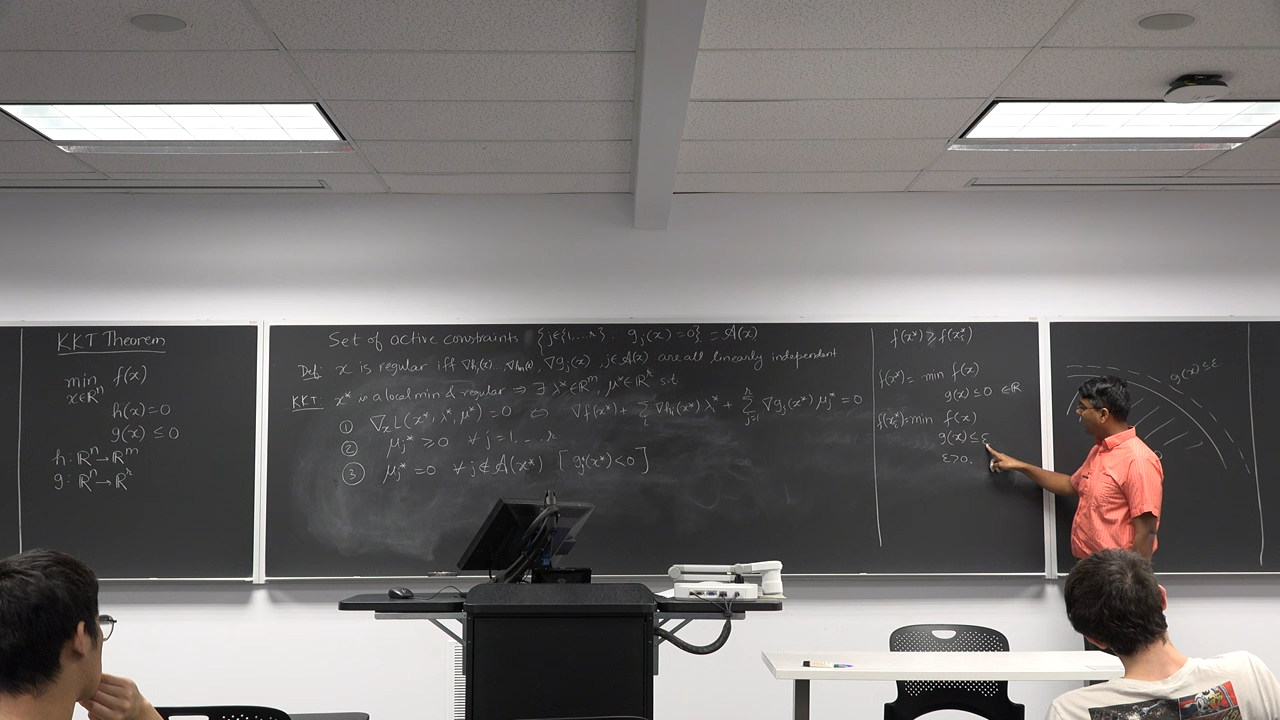 KKT Theorem
min f(x)
x∈ℝⁿ
h(x)=0
g(x) ≤ 0
h: ℝⁿ→ℝᵐ
g: ℝⁿ→ℝʳ
Set of active constraints {j∈{1,...r}. gⱼ(x)=0} = A(x)
Def: x is regular iff ∇h₁(x)...∇hₘ(x), ∇gⱼ(x), j∈A(x) are all linearly independent
KKT: x* is a local min & regular ⇒ ∃ λ*∈ℝᵐ, μ*∈ℝʳ s.t
① ∇ₓL(x*, λ*, μ*)=0 ⇔ ∇f(x*)+ Σᵢ ∇hᵢ(x*) λ* + Σⱼ₌₁ʳ ∇gⱼ(x*) μⱼ* = 0
② μⱼ* ≥ 0 ∀ j=1,...r
③ μⱼ* = 0 ∀ j∉A(x*) [gⱼ(x*)<0]
f(x*) ≥ f(x*_ε)
f(x*)= min f(x)
g(x) ≤ 0 ∈ℝ
f(x*_ε)=min f(x)
g(x) ≤ ε
ε>0.
g(x) ≤ ε